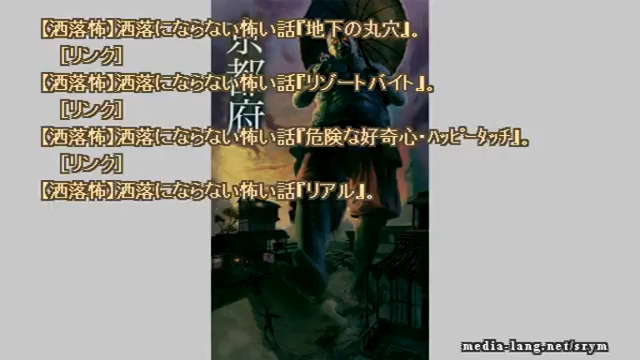 【洒落怖】洒落にならない怖い話『地下の丸穴』。
[リンク]
【洒落怖】洒落にならない怖い話『リゾートバイト』。
[リンク]
【洒落怖】洒落にならない怖い話『危険な好奇心・ﾊｯﾋﾟｰﾀｯﾁ』。
[リンク]
【洒落怖】洒落にならない怖い話『リアル』。
京都府
media-lang.net/srym